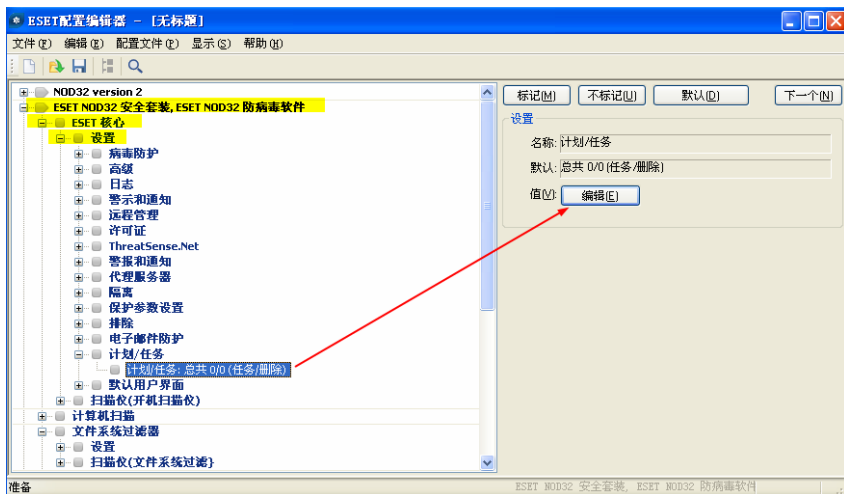 ESET配置编辑器 - [无标题]
文件(F) 编辑(E) 配置文件(P) 显示(S) 帮助(H)
NOD32 version 2
ESET NOD32 安全套装, ESET NOD32 防病毒软件
ESET 核心
设置
病毒防护
高级
日志
警示和通知
远程管理
许可证
ThreatSense.Net
警报和通知
代理服务器
隔离
保护参数设置
排除
电子邮件防护
计划/任务
计划/任务: 总共 0/0 (任务/删除)
默认用户界面
扫描仪(开机扫描仪)
计算机扫描
文件系统过滤器
设置
扫描仪(文件系统过滤}
标记(M) 不标记(U) 默认(D) 下一个(N)
设置
名称: 计划/任务
默认: 总共 0/0 (任务/删除)
值(V): 编辑(E)
准备
ESET NOD32 安全套装, ESET NOD32 防病毒软件